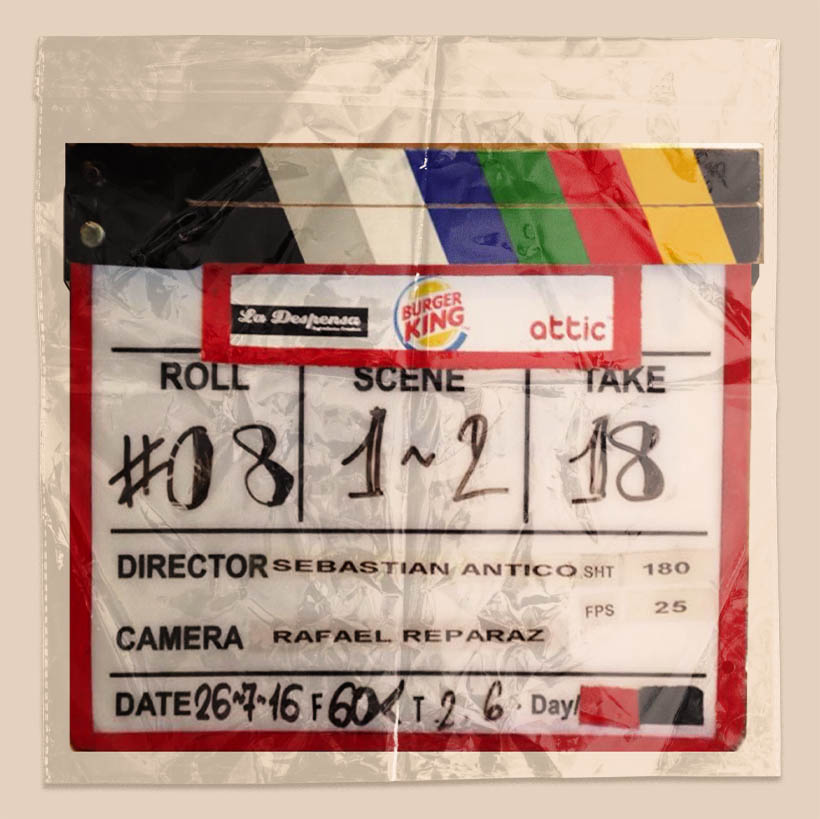 La Despensa BURGER KING attic
ROLL SCENE TAKE
#08 1~2 18
DIRECTOR SEBASTIAN ANTICO SHT 180
FPS 25
CAMERA RAFAEL REPARAZ
DATE 26-7-16 F T 2.6 Day/